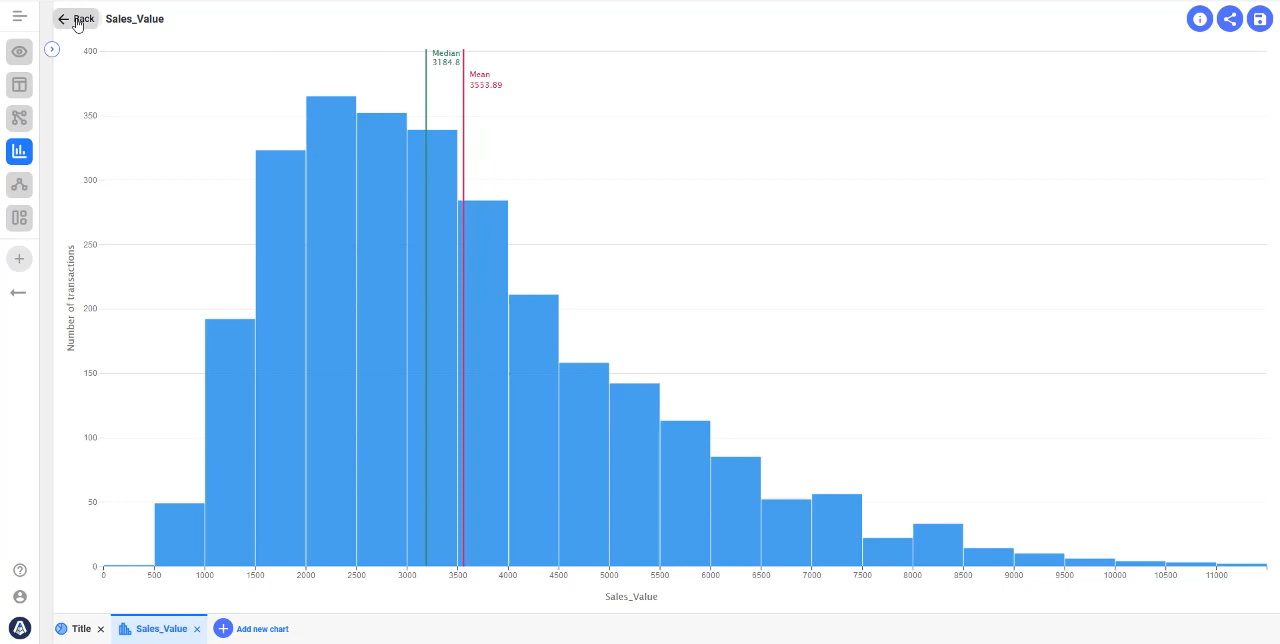 Back
Sales_Value
400
350
300
250
200
150
100
50
0
Number of transactions
Median
3184.8
Mean
3553.89
0 500 1000 1500 2000 2500 3000 3500 4000 4500 5000 5500 6000 6500 7000 7500 8000 8500 9000 9500 10000 10500 11000
Sales_Value
Title
Sales_Value
Add new chart